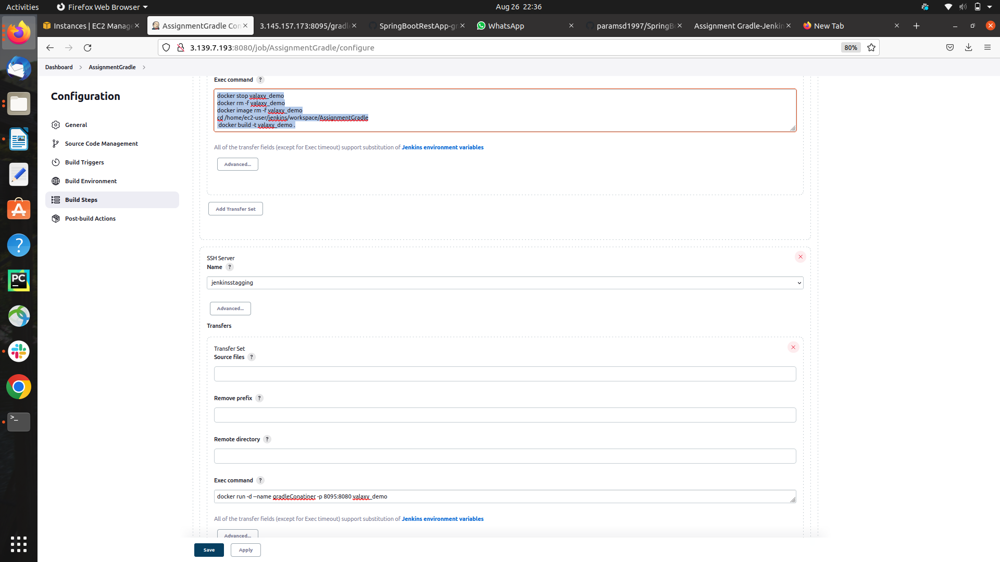 Activities
Firefox Web Browser
Aug 26 22:36
Instances | EC2 Manage
AssignmentGradle Con
3.145.157.173:8095/gradl
SpringBootRestApp-gr
WhatsApp
paramsd1997/SpringB
Assignment Gradle-Jenkin
New Tab
3.139.7.193:8080/job/AssignmentGradle/configure
80%
Dashboard
AssignmentGradle
Configuration
General
Source Code Management
Build Triggers
Build Environment
Build Steps
Post-build Actions
Exec command ?
docker stop valaxy_demo
docker rm -f valaxy_demo
docker image rm -f valaxy_demo
cd /home/ec2-user/jenkins/workspace/AssignmentGradle
docker build -t valaxy_demo .
All of the transfer fields (except for Exec timeout) support substitution of Jenkins environment variables
Advanced...
Add Transfer Set
SSH Server
Name ?
jenkinsstagging
Advanced...
Transfers
Transfer Set
Source files ?
Remove prefix ?
Remote directory ?
Exec command ?
docker run -d --name gradleConatiner -p 8095:8080 valaxy_demo
All of the transfer fields (except for Exec timeout) support substitution of Jenkins environment variables
Advanced...
Save
Apply
PC
>_
?